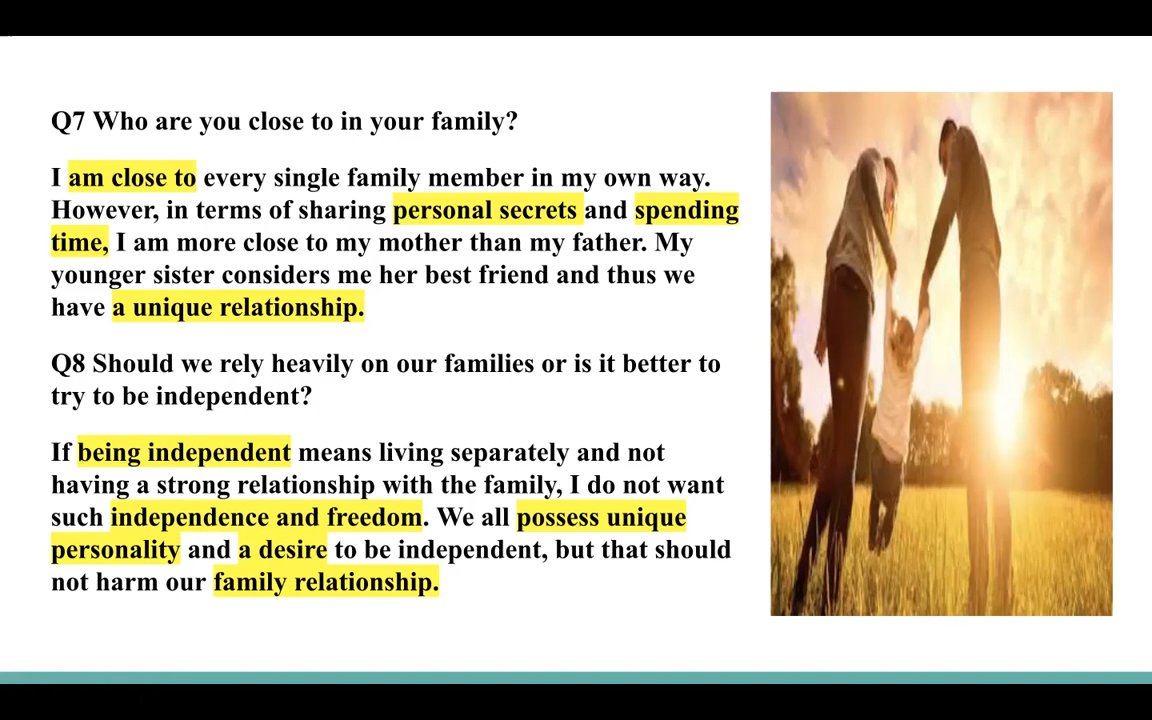 Q7 Who are you close to in your family?
I am close to every single family member in my own way.
However, in terms of sharing personal secrets and spending
time, I am more close to my mother than my father. My
younger sister considers me her best friend and thus we
have a unique relationship.
Q8 Should we rely heavily on our families or is it better to
try to be independent?
If being independent means living separately and not
having a strong relationship with the family, I do not want
such independence and freedom. We all possess unique
personality and a desire to be independent, but that should
not harm our family relationship.